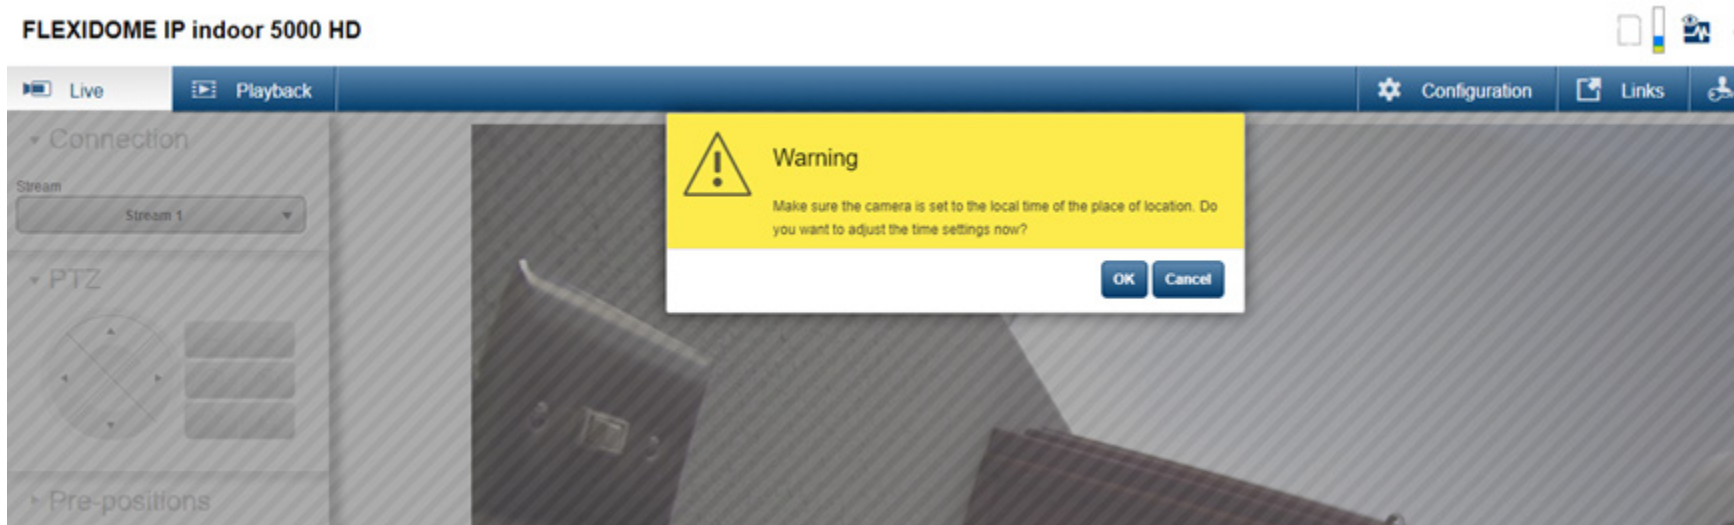 FLEXIDOME IP indoor 5000 HD
Live
Playback
Configuration
Links
Connection
Stream
Stream 1
PTZ
Pre-positions
Warning
Make sure the camera is set to the local time of the place of location. Do
you want to adjust the time settings now?
OK
Cancel